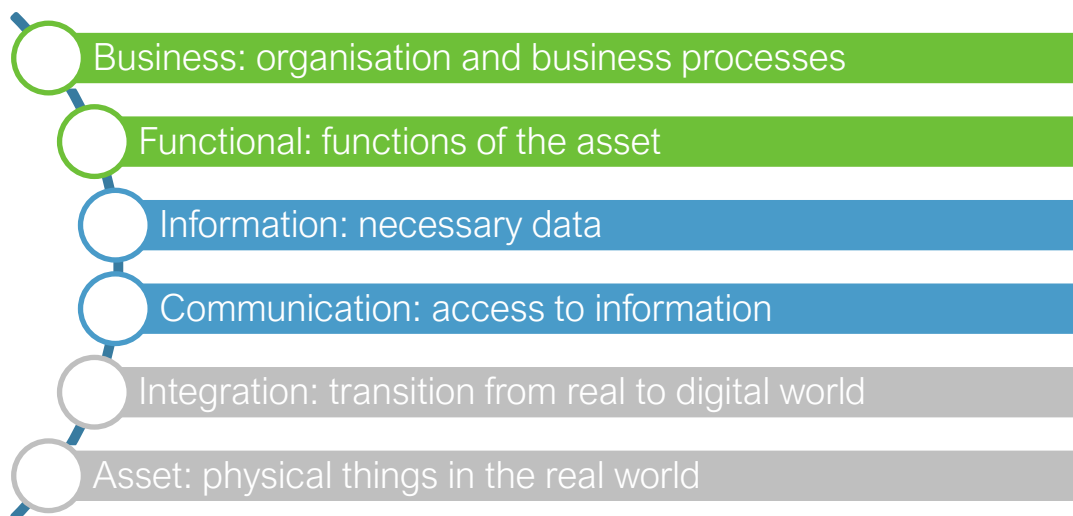 Business: organisation and business processes
Functional: functions of the asset
Information: necessary data
Communication: access to information
Integration: transition from real to digital world
Asset: physical things in the real world